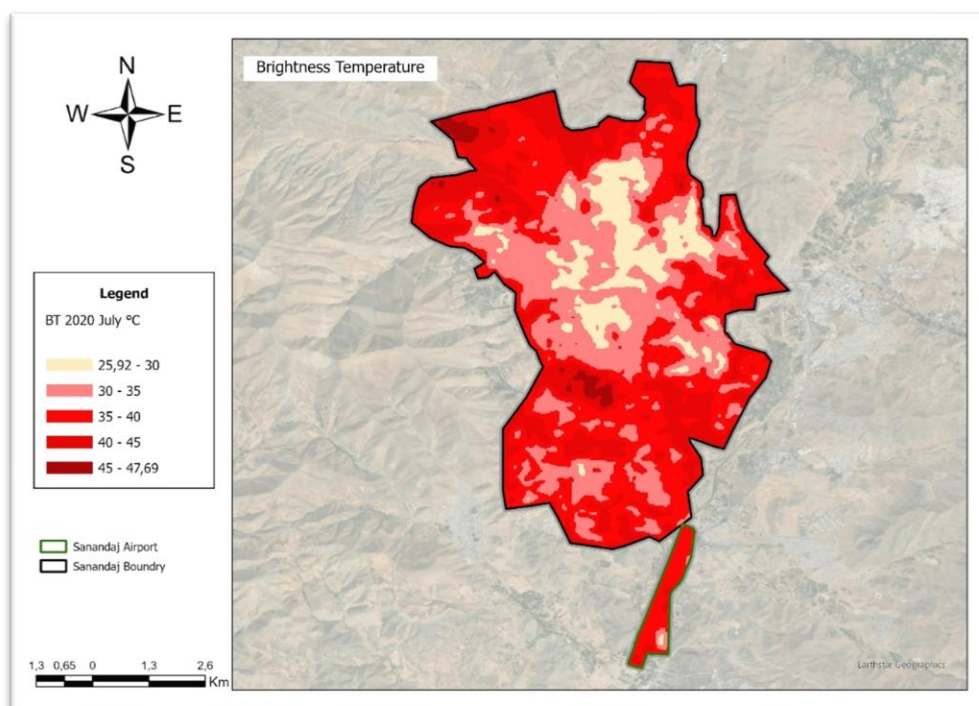 Brightness Temperature
N
W E
S
Legend
BT 2020 July ºC
25,92 - 30
30 - 35
35 - 40
40 - 45
45 - 47,69
Sanandaj Airport
Sanandaj Boundry
1,3 0,65 0 1,3 2,6
Km
Earthstar Geographics